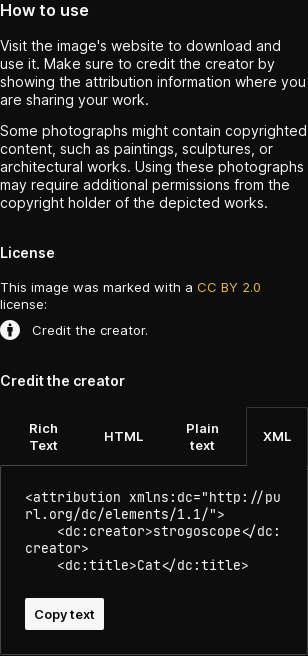 How to use
Visit the image's website to download and
use it. Make sure to credit the creator by
showing the attribution information where you
are sharing your work.
Some photographs might contain copyrighted
content, such as paintings, sculptures, or
architectural works. Using these photographs
may require additional permissions from the
copyright holder of the depicted works.
License
This image was marked with a CC BY 2.0
license:
Credit the creator.
Credit the creator
Rich Text
HTML
Plain text
XML
<attribution xmlns:dc="http://pu
rl.org/dc/elements/1.1/">
    <dc:creator>strogoscope</dc:
creator>
    <dc:title>Cat</dc:title>
Copy text